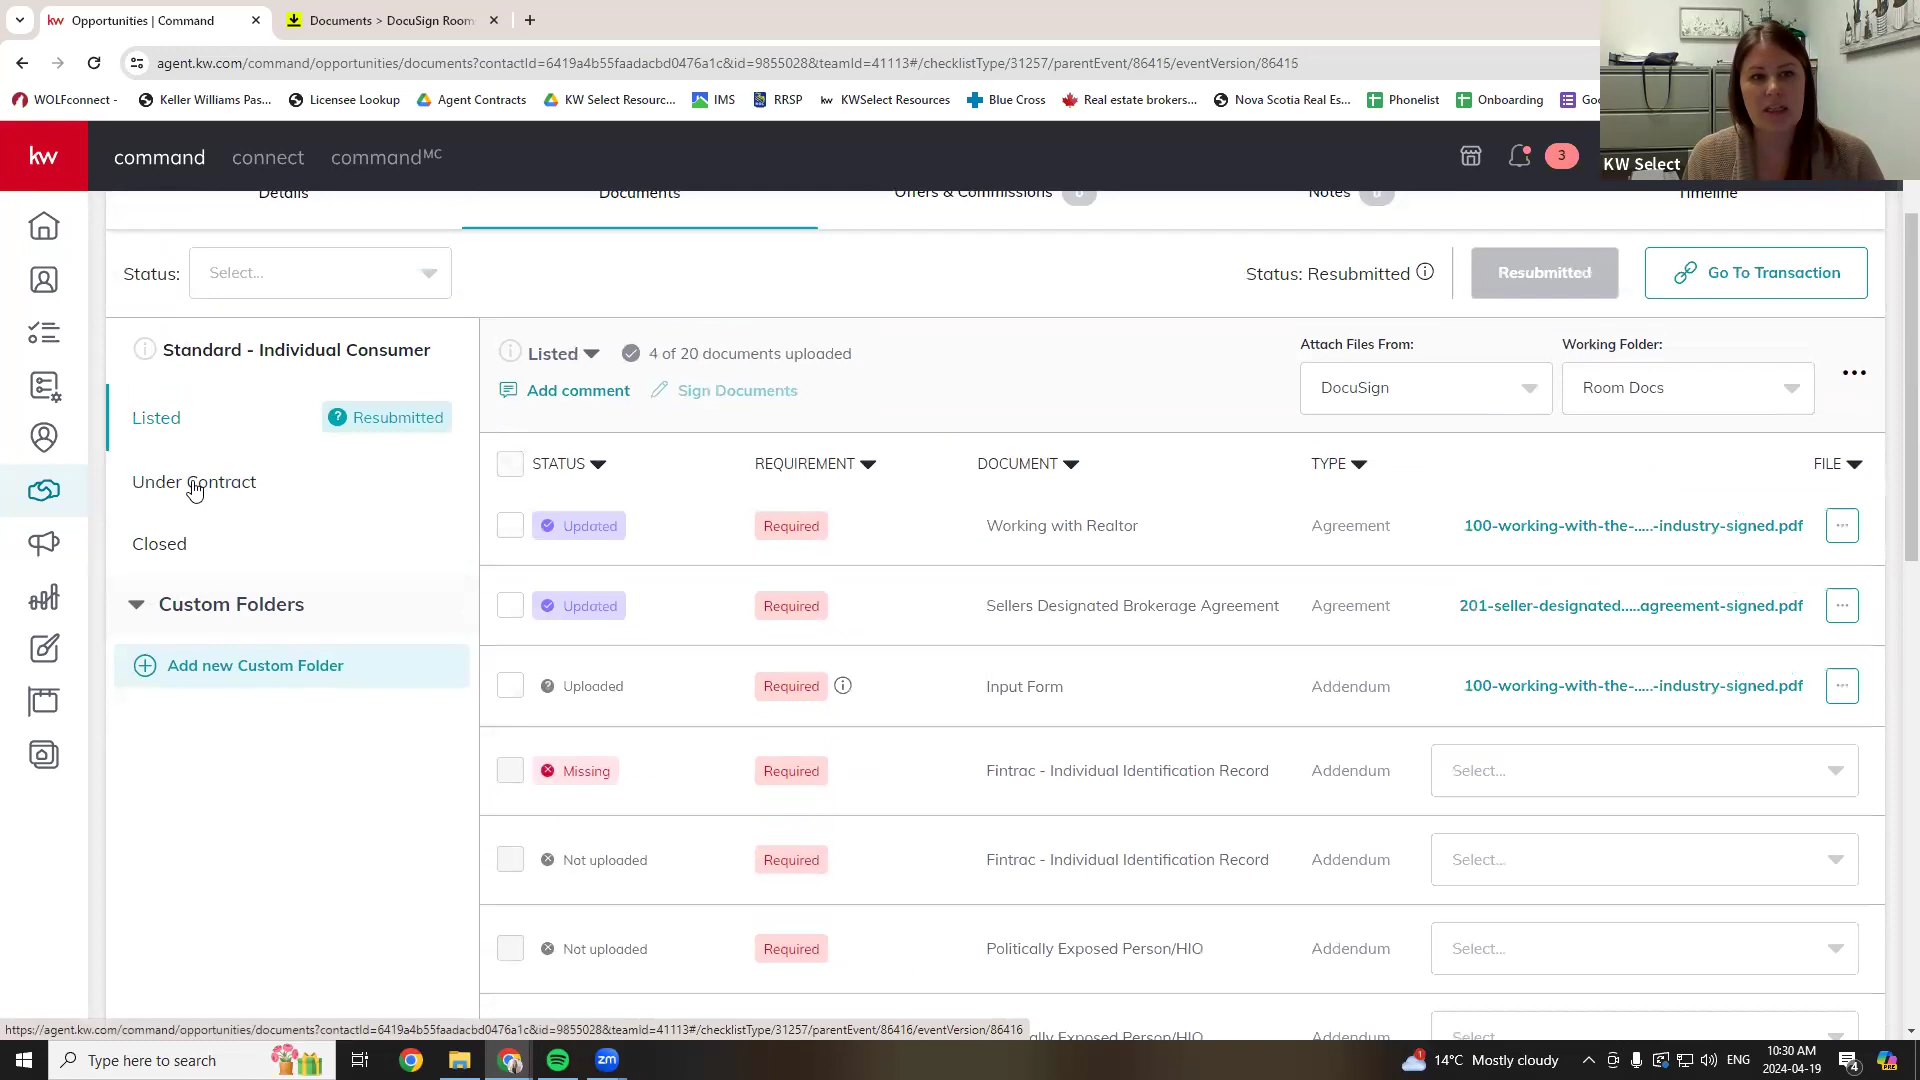 Opportunities | Command
Documents > DocuSign Room
agent.kw.com/command/opportunities/documents?contactId=6419a4b55faadacbd0476a1c&id=9855028&teamId=41113#/checklistType/31257/parentEvent/86415/eventVersion/86415
WOLFconnect -
Keller Williams Pas...
Licensee Lookup
Agent Contracts
KW Select Resourc...
IMS
RRSP
KWSelect Resources
Blue Cross
Real estate brokers...
Nova Scotia Real Es...
Phonelist
Onboarding
KW Select
kw
command
connect
commandMC
3
Details
Documents
Offers & Commissions
Notes
Timeline
Status:
Select...
Status: Resubmitted
Resubmitted
Go To Transaction
Standard - Individual Consumer
Listed
Resubmitted
Under Contract
Closed
Custom Folders
Add new Custom Folder
Listed
4 of 20 documents uploaded
Add comment
Sign Documents
Attach Files From:
DocuSign
Working Folder:
Room Docs
STATUS
REQUIREMENT
DOCUMENT
TYPE
FILE
Updated
Required
Working with Realtor
Agreement
100-working-with-the-.....-industry-signed.pdf
Updated
Required
Sellers Designated Brokerage Agreement
Agreement
201-seller-designated.....agreement-signed.pdf
Uploaded
Required
Input Form
Addendum
100-working-with-the-.....-industry-signed.pdf
Missing
Required
Fintrac - Individual Identification Record
Addendum
Select...
Not uploaded
Required
Fintrac - Individual Identification Record
Addendum
Select...
Not uploaded
Required
Politically Exposed Person/HIO
Addendum
Select...
https://agent.kw.com/command/opportunities/documents?contactId=6419a4b55faadacbd0476a1c&id=9855028&teamId=41113#/checklistType/31257/parentEvent/86416/eventVersion/86416
Type here to search
zm
1
14°C Mostly cloudy
ENG
10:30 AM
2024-04-19
4